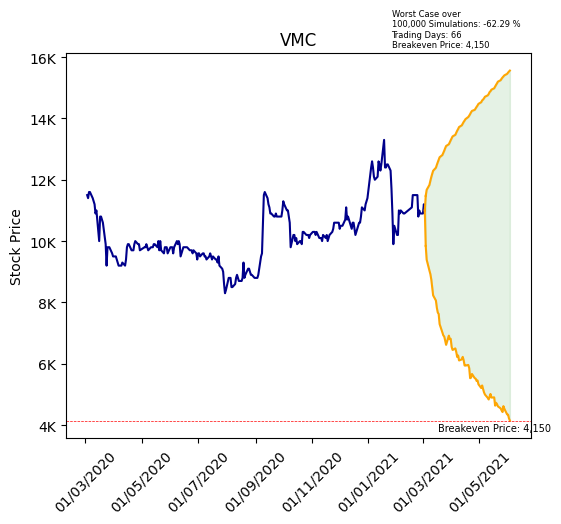 Worst Case over
100,000 Simulations: -62.29 %
Trading Days: 66
Breakeven Price: 4,150
VMC
16K
14K
12K
10K
8K
6K
4K
Stock Price
Breakeven Price: 4,150
01/03/2020
01/05/2020
01/07/2020
01/09/2020
01/11/2020
01/01/2021
01/03/2021
01/05/2021